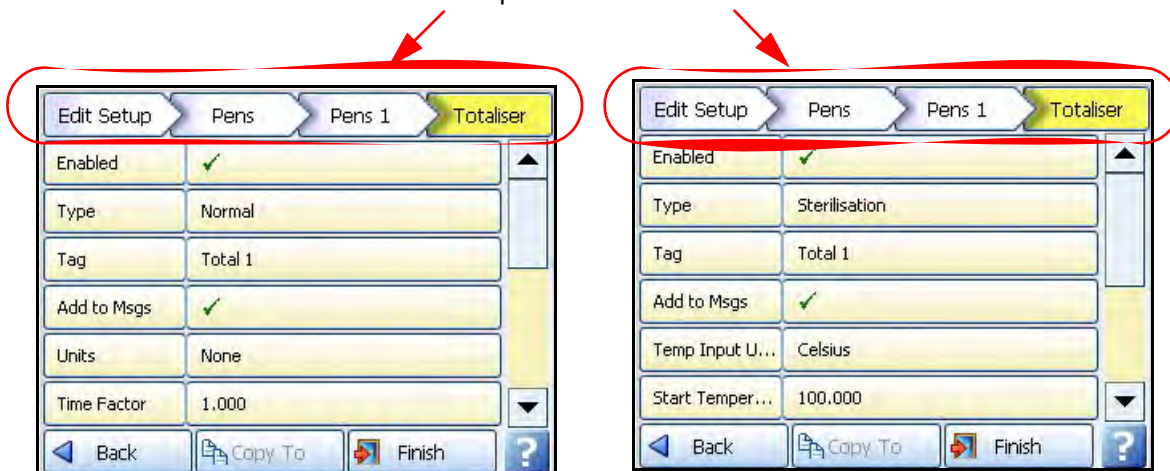 Edit Setup Pens Pens 1 Totaliser
Enabled
Type Normal
Tag Total 1
Add to Msgs
Units None
Time Factor 1.000
Back Copy To Finish ?
Edit Setup Pens Pens 1 Totaliser
Enabled
Type Sterilisation
Tag Total 1
Add to Msgs
Temp Input U... Celsius
Start Temper... 100.000
Back Copy To Finish ?